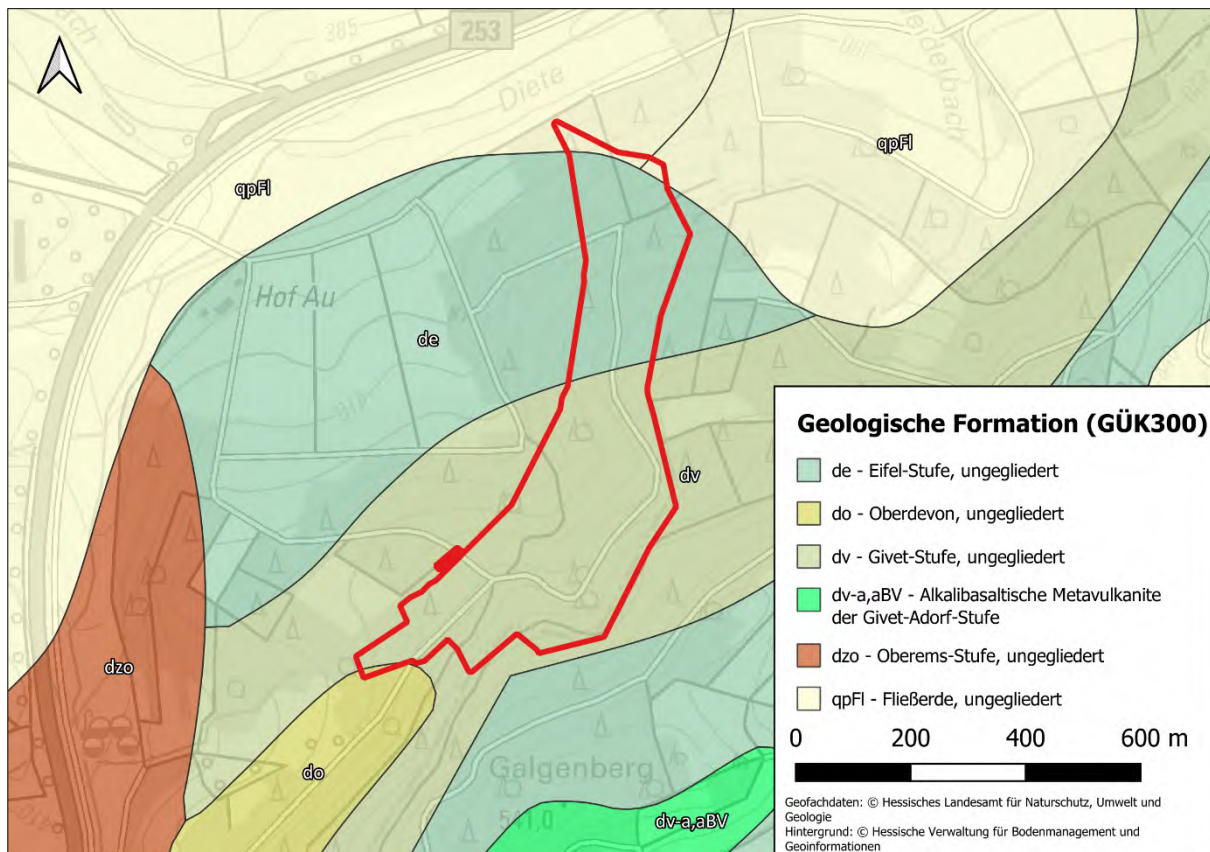 385
253
Diete
qpFl
qpFl
Hof Au
de
dv
dzo
do
Galgenberg
541,0
dv-a,aBV
Geologische Formation (GÜK300)
de - Eifel-Stufe, ungegliedert
do - Oberdevon, ungegliedert
dv - Givet-Stufe, ungegliedert
dv-a,aBV - Alkalibasaltische Metavulkanite
der Givet-Adorf-Stufe
dzo - Oberems-Stufe, ungegliedert
qpFl - Fließerde, ungegliedert
0 200 400 600 m
Geofachdaten: © Hessisches Landesamt für Naturschutz, Umwelt und
Geologie
Hintergrund: © Hessische Verwaltung für Bodenmanagement und
Geoinformationen